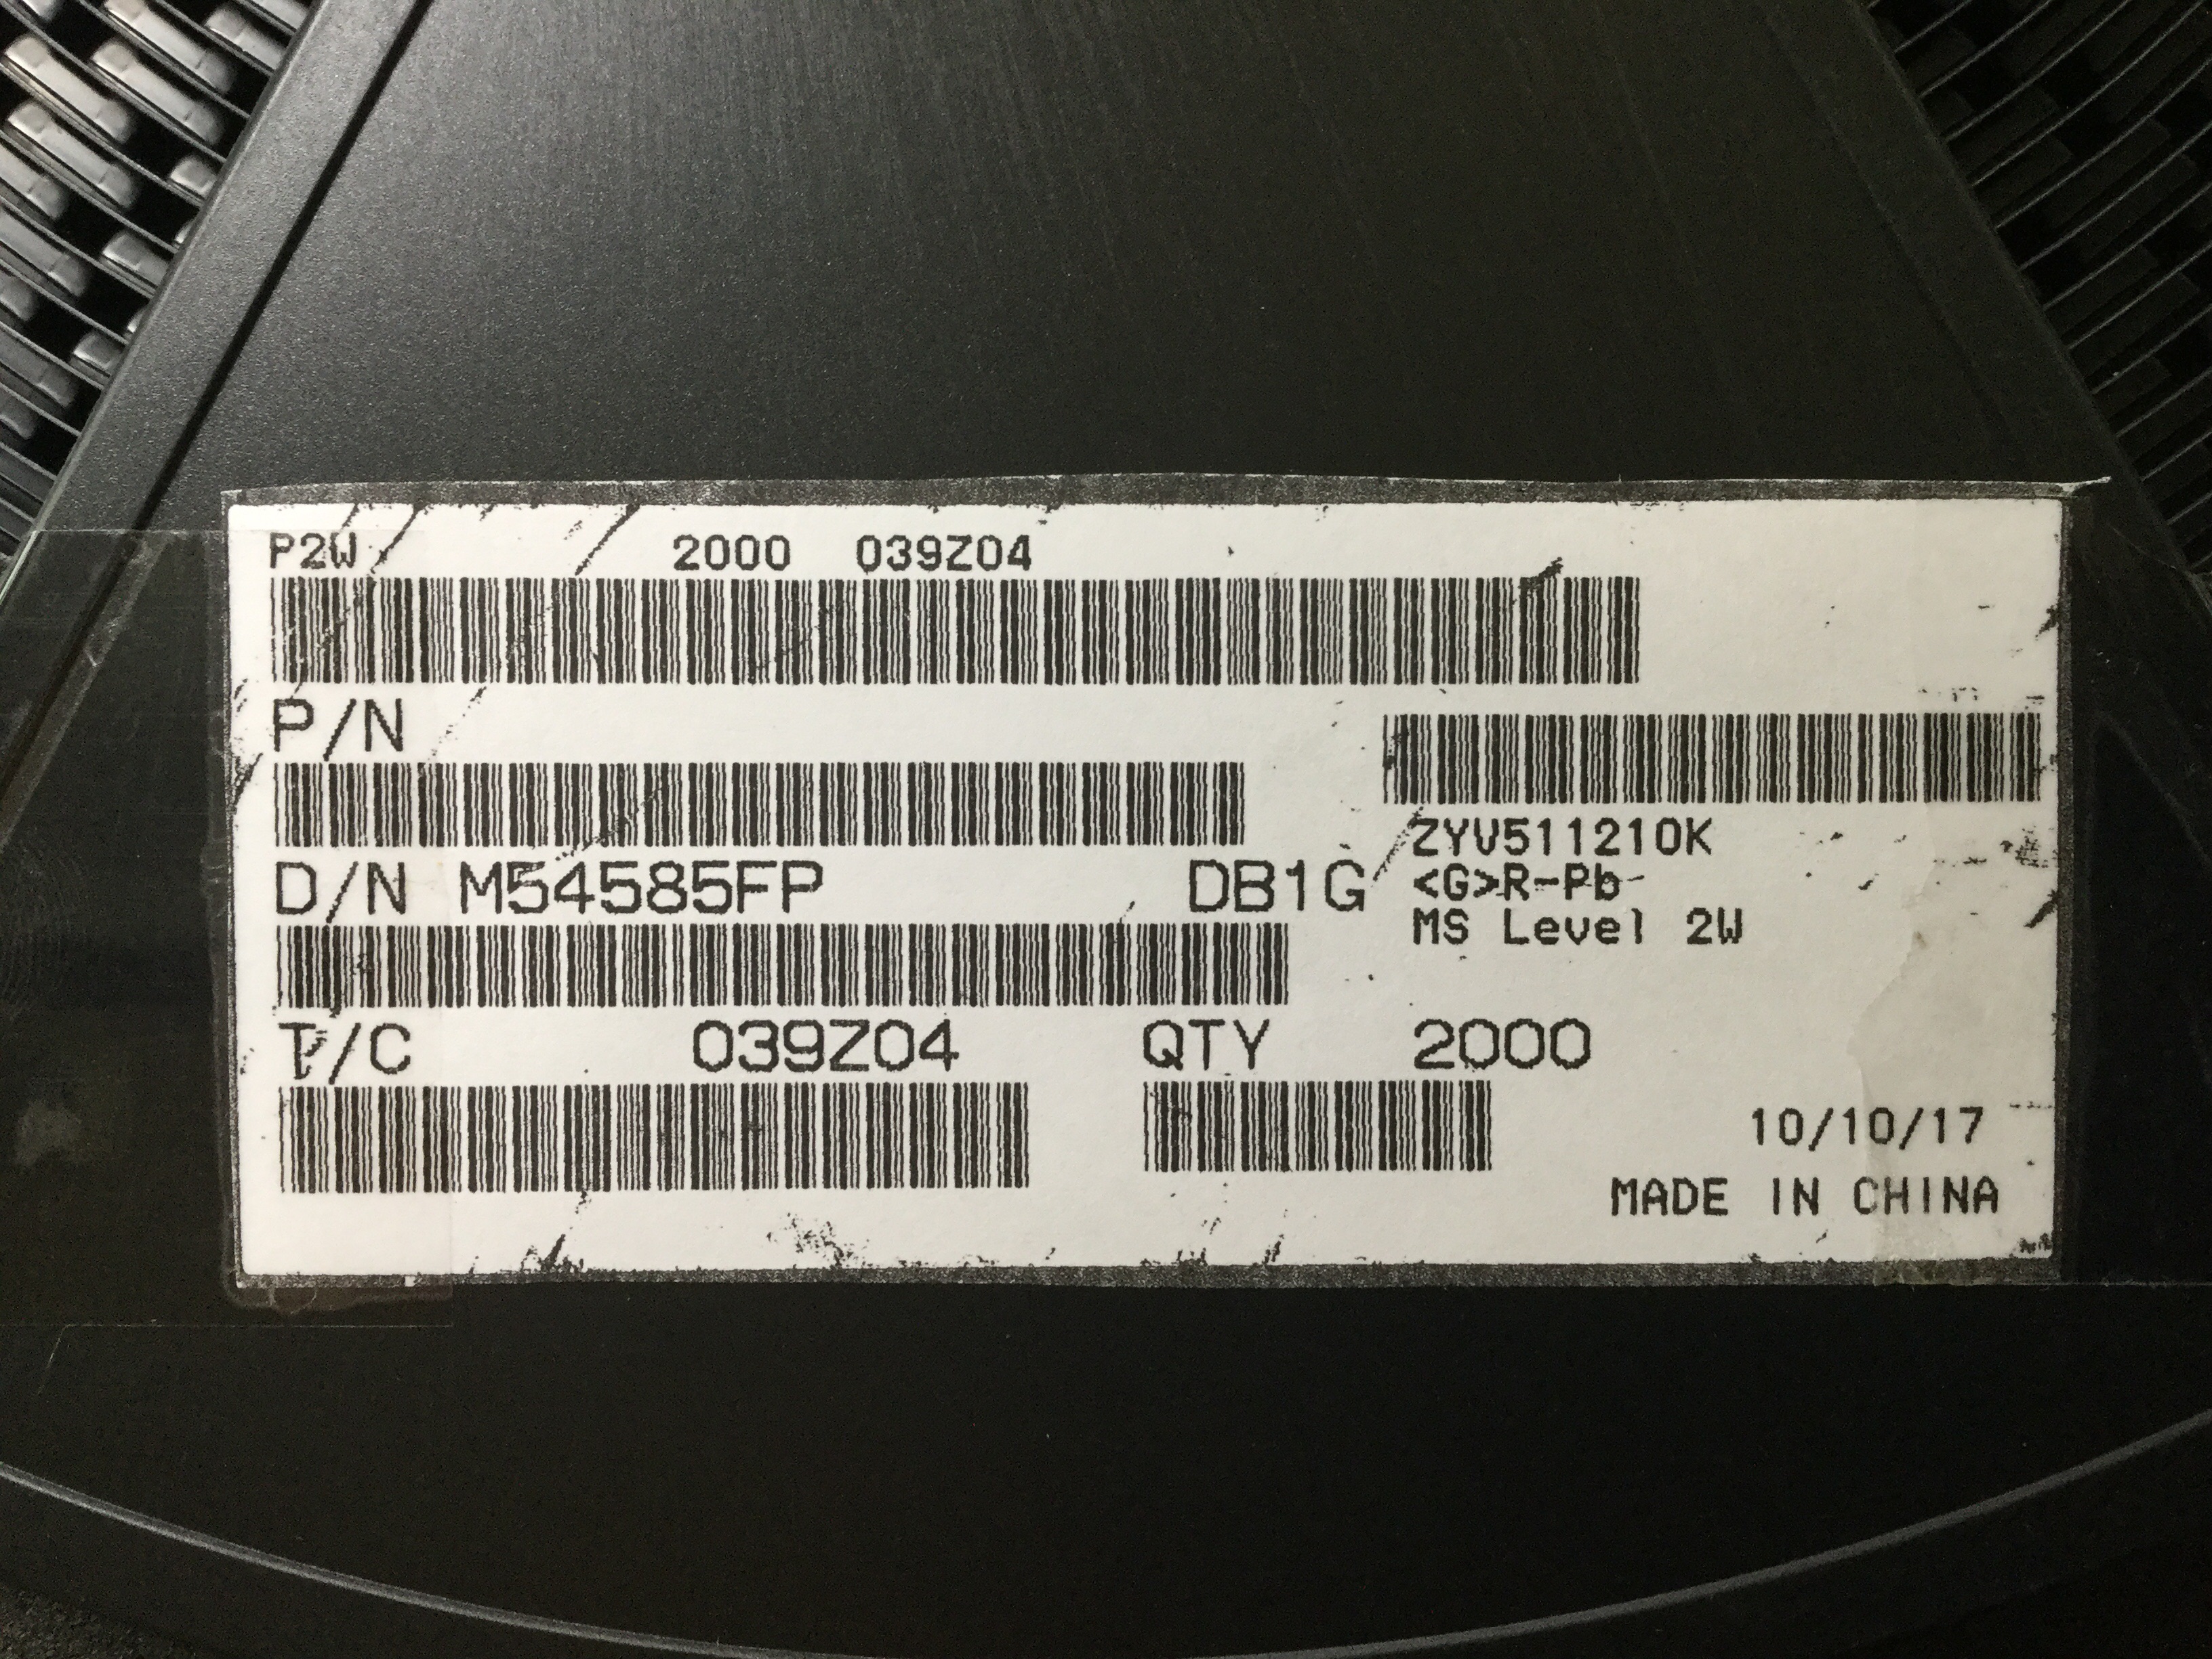 P2W 2000 039Z04
P/N
ZYV511210K
D/N M54585FP DB1G
<G>R-Pb
MS Level 2W
T/C 039Z04 QTY 2000
10/10/17
MADE IN CHINA